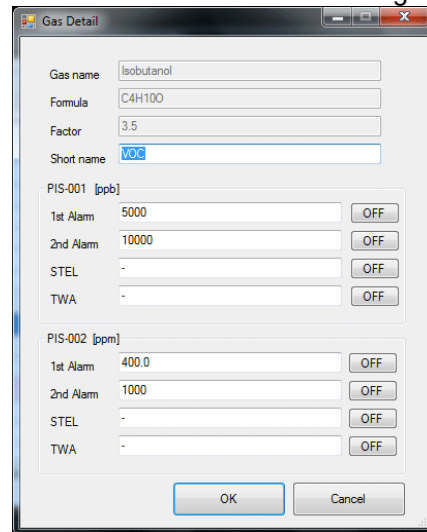 Gas Detail
Gas name Isobutanol
Formula C4H10O
Factor 3.5
Short name VOC
PIS-001 [ppb]
1st Alarm 5000 OFF
2nd Alarm 10000 OFF
STEL - OFF
TWA - OFF
PIS-002 [ppm]
1st Alarm 400.0 OFF
2nd Alarm 1000 OFF
STEL - OFF
TWA - OFF
OK Cancel